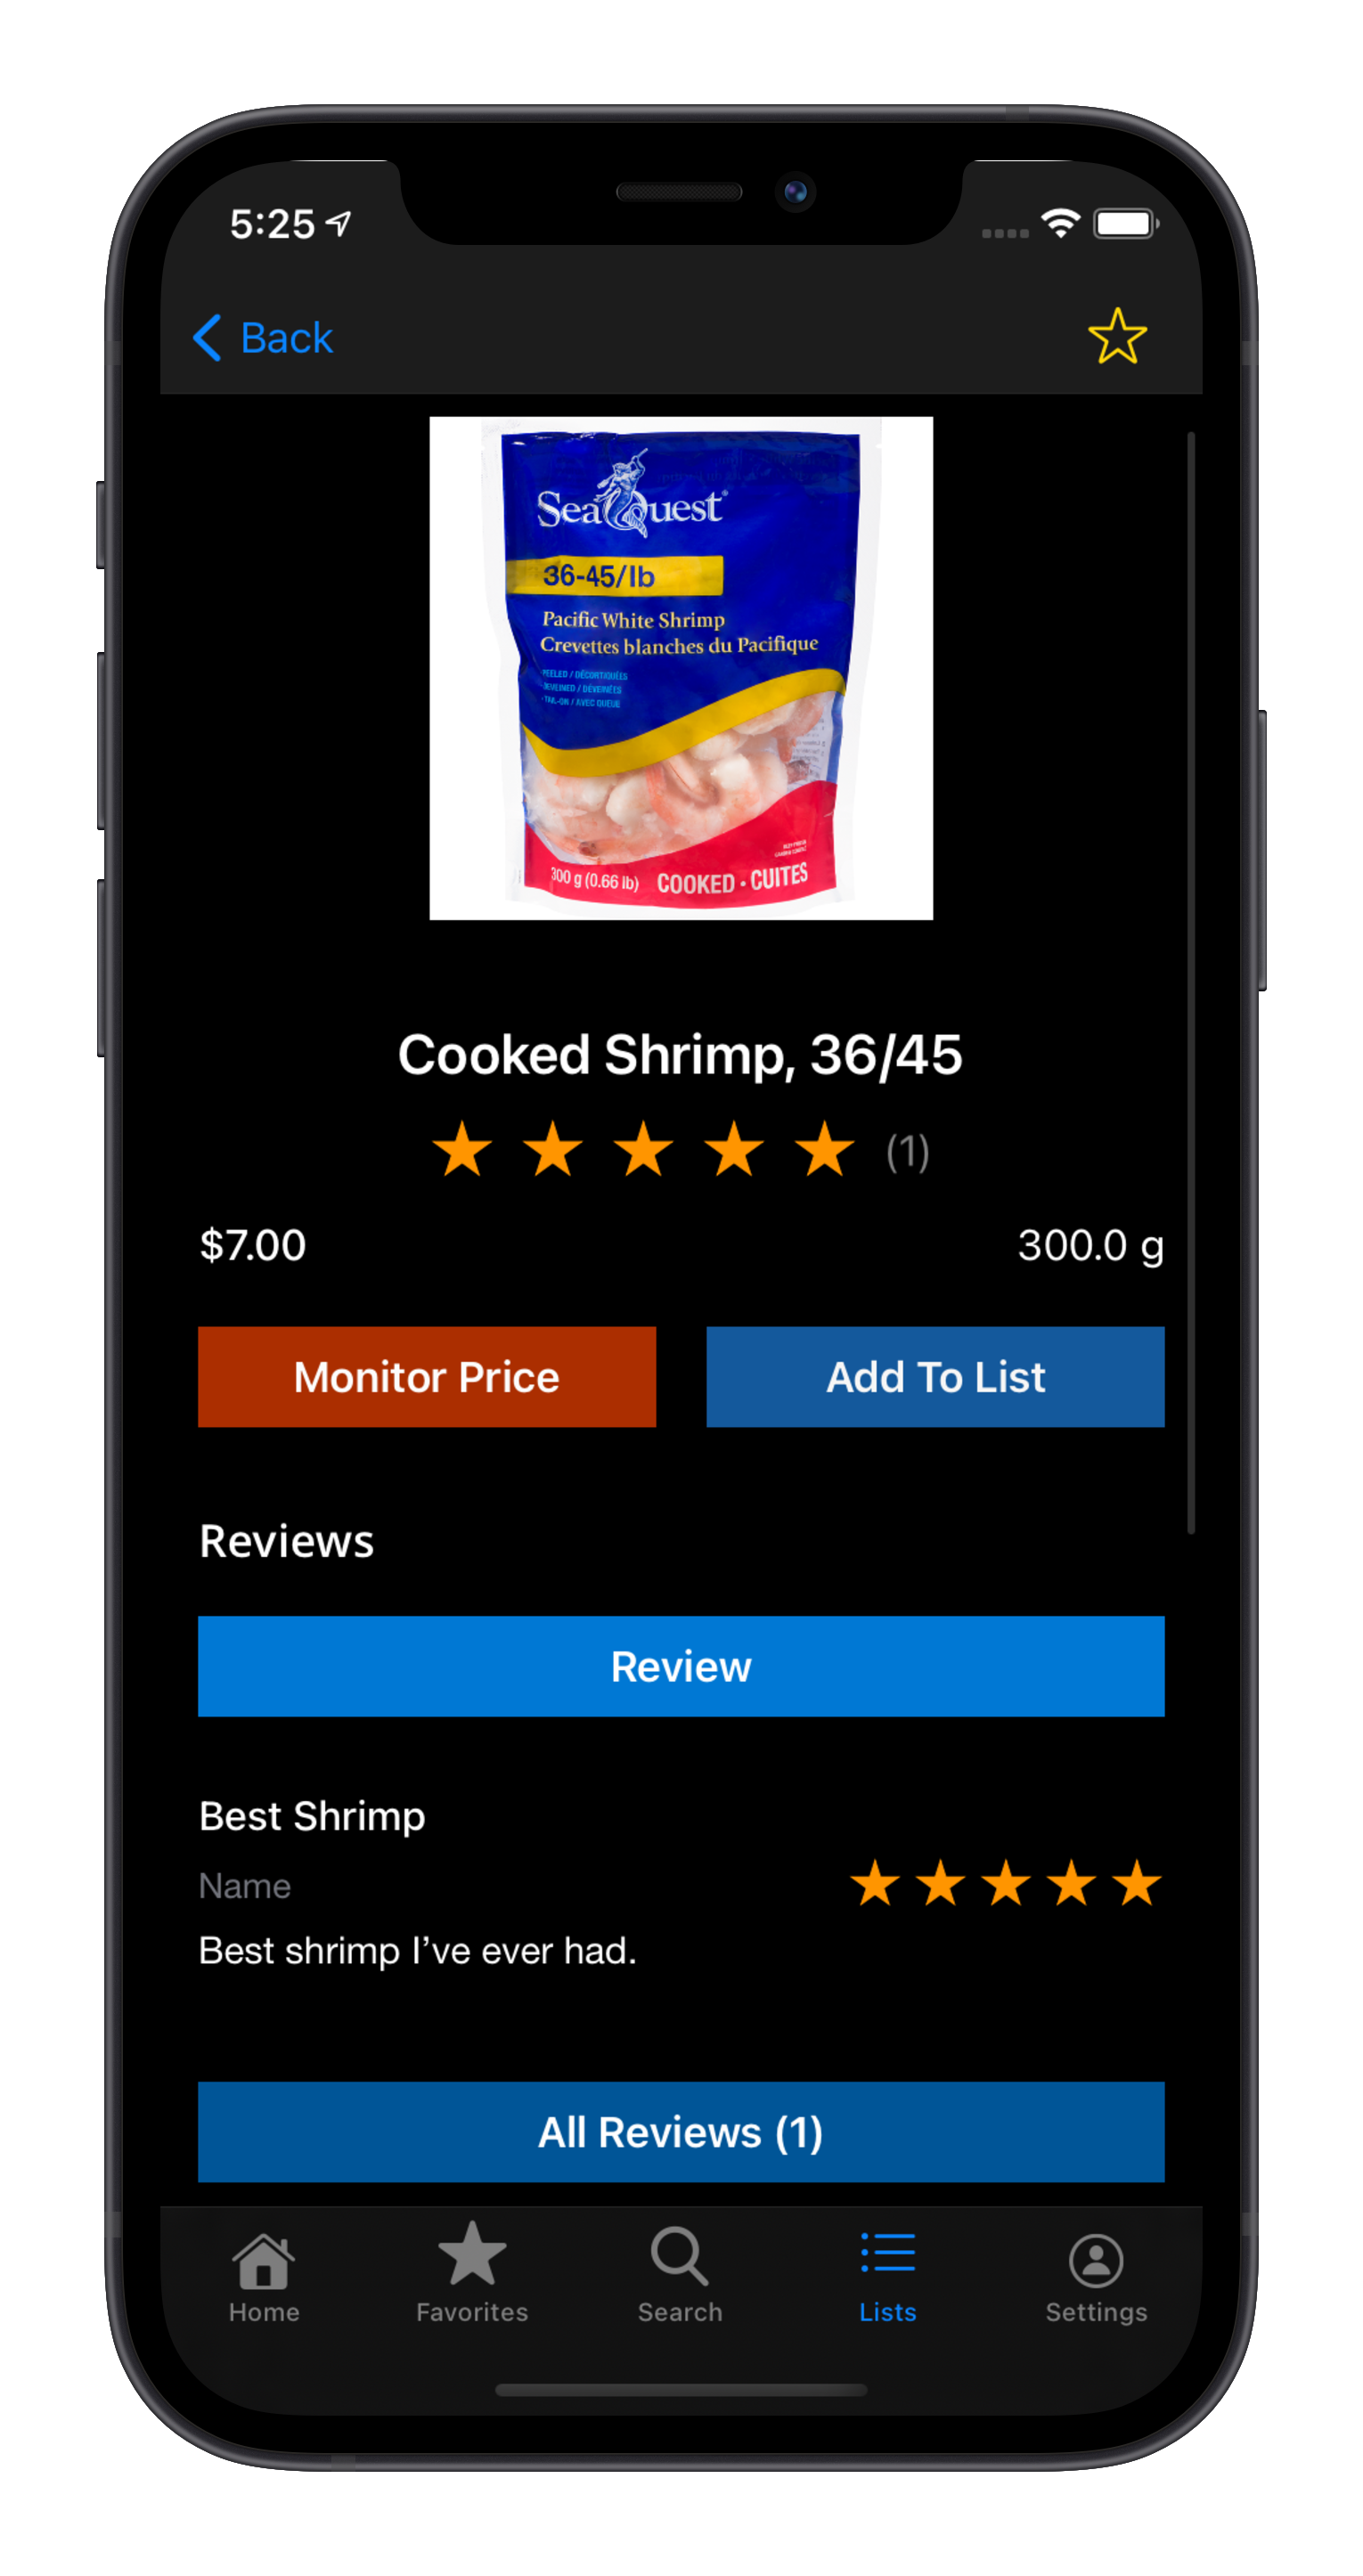 5:25
Back
SeaQuest
36-45/lb
Pacific White Shrimp
Crevettes blanches du Pacifique
PEELED / DÉCORTIQUÉES
DEVEINED / DÉVEINÉES
- TAIL-ON / AVEC QUEUE
300 g (0.66 lb) COOKED · CUITES
Cooked Shrimp, 36/45
(1)
$7.00 300.0 g
Monitor Price Add To List
Reviews
Review
Best Shrimp
Name
Best shrimp I’ve ever had.
All Reviews (1)
Home Favorites Search Lists Settings